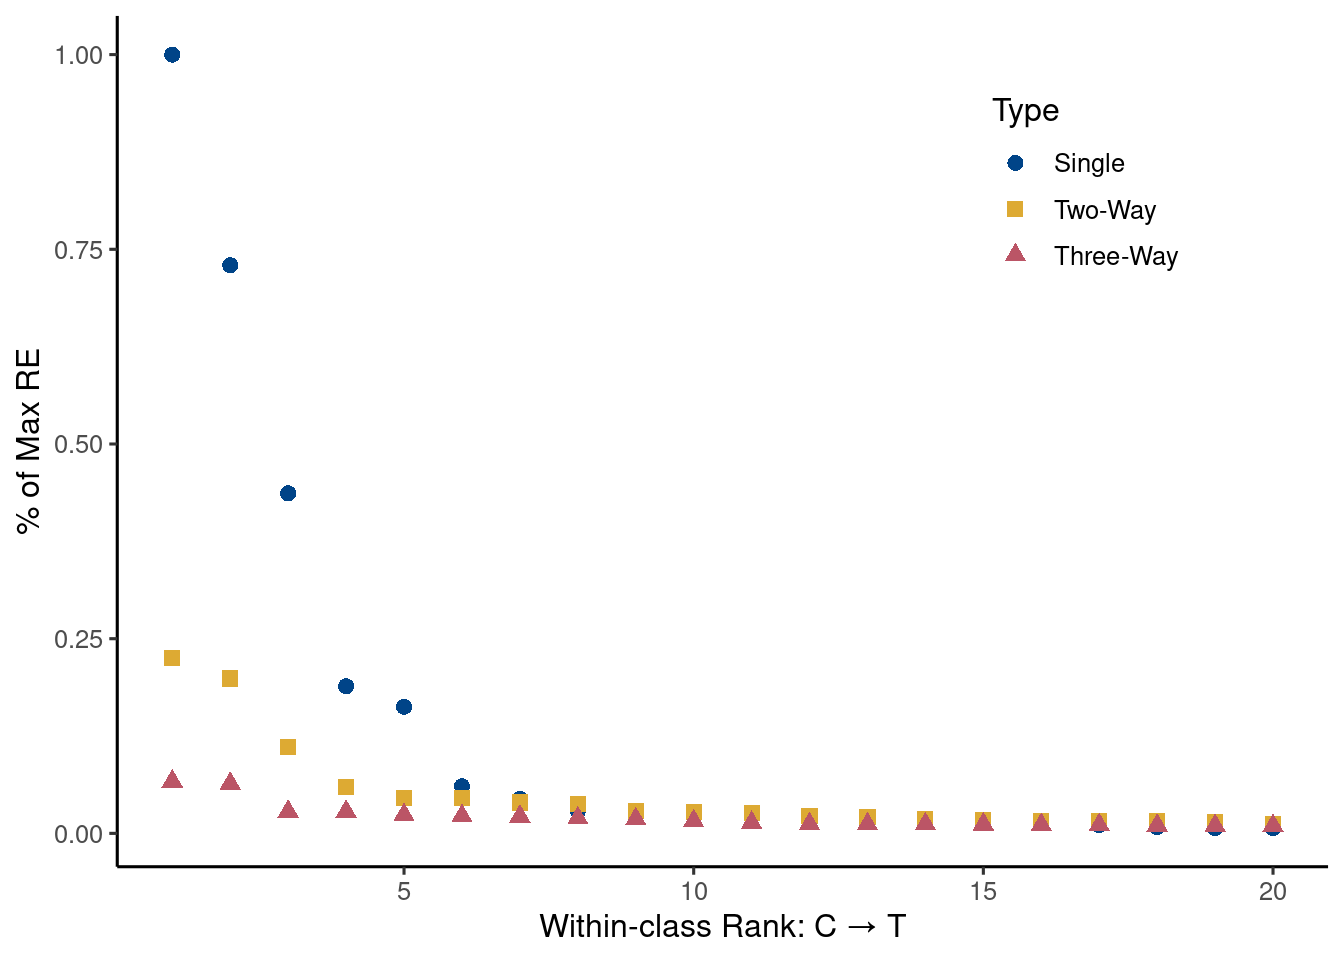 1.00
0.75
0.50
0.25
0.00
% of Max RE
Type
Single
Two-Way
Three-Way
5
10
15
20
Within-class Rank: C → T